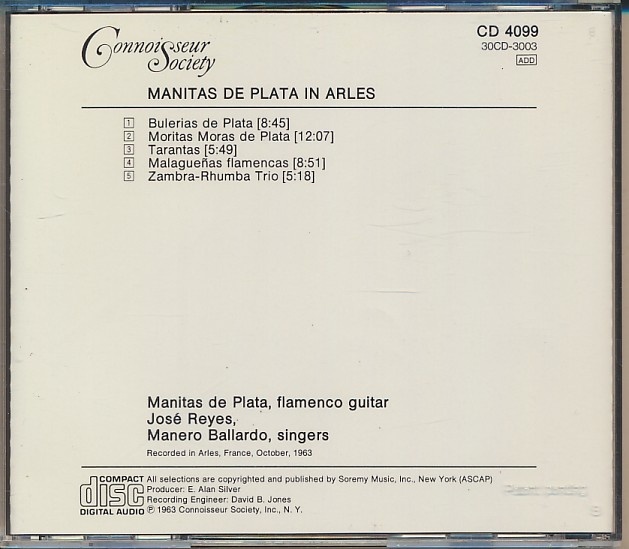 Connoisseur
Society
CD 4099
30CD-3003
ADD
MANITAS DE PLATA IN ARLES
1 Bulerias de Plata [8:45]
2 Moritas Moras de Plata [12:07]
3 Tarantas [5:49]
4 Malagueñas flamencas [8:51]
5 Zambra-Rhumba Trio [5:18]
Manitas de Plata, flamenco guitar
José Reyes,
Manero Ballardo, singers
Recorded in Arles, France, October, 1963
COMPACT disc DIGITAL AUDIO
All selections are copyrighted and published by Soremy Music, Inc., New York (ASCAP)
Producer: E. Alan Silver
Recording Engineer: David B. Jones
℗ 1963 Connoisseur Society, Inc., N. Y.